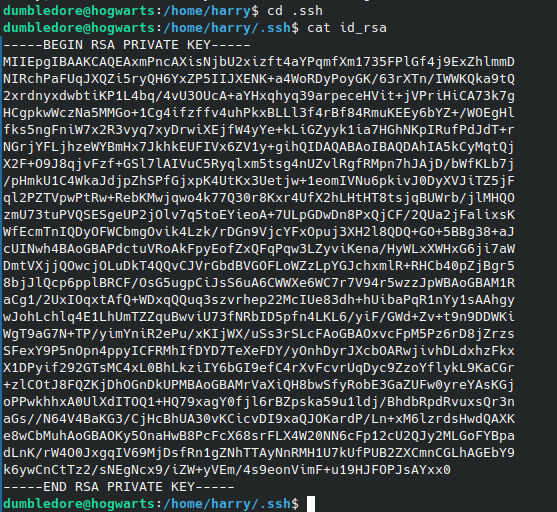 dumbledore@hogwarts:/home/harry$ cd .ssh
dumbledore@hogwarts:/home/harry/.ssh$ cat id_rsa
-----BEGIN RSA PRIVATE KEY-----
MIIEpgIBAAKCAQEAxmPncAXisNjbU2xizft4aYPqmfXm1735FPlGf4j9ExZhlmmD
NIRchPaFUqJXQZi5ryQH6YxZP5IIJXENK+a4WoRDyPoyGK/63rXTn/IWWKQka9tQ
2xrdnyxdwbtiKP1L4bq/4vU3OUcA+aYHxqhyq39arpeceHVit+jVPriHiCA73k7g
HCgpkwWczNa5MMGo+1Cg4ifzffv4uhPkxBLLl3f4rBf84RmuKEEy6bYZ+/WOEgHl
fks5ngFniW7x2R3vyq7xyDrwiXEjfW4yYe+kLiGZyyk1ia7HGhNKpIRufPdJdT+r
NGrjYFLjhzeWYBmHx7JkhkEUFIVx6ZV1y+gihQIDAQABAoIBAQDAhIA5kCyMqtQj
X2F+O9J8qjvFzf+GSl7lAIVuC5Ryqlxm5tsg4nUZvlRgfRMpn7hJAjD/bWfKLb7j
/pHmkU1C4WkaJdjpZhSPfGjxpK4UtKx3Uetjw+1eomIVNu6pkivJ0DyXVJiTZ5jF
ql2PZTVpwPtRw+RebKMwjqwo4k77Q30r8Kxr4UfX2hLHtHT8tsjqBUWrb/jlMHQO
zmU73tuPVQSESgeUP2jOlv7q5toEYieoA+7ULpGDwDn8PxQjCF/2QUa2jFalixsK
WfEcmTnIQDyOFWCbmgOvik4Lzk/rDGn9VjcYFxOpuj3XH2l8QDQ+GO+5BBg38+aJ
cUINwh4BAoGBAPdctuVRoAkFpyEofZxQFqPqw3LZyviKena/HyWLxXWHxG6ji7aW
DmtVXjjQOwcjOLuDkT4QQvCJVrGbdBVGOFLoWZzLpYGJchxmlR+RHCb40pZjBgr5
8bjJlQcp6pplBRCF/OsG5ugpCiJsS6uA6CWWXe6WC7r7V94r5wzzJpWBAoGBAM1R
aCg1/2UxIOqxtAfQ+WDxqQQuq3szvrhep22McIUe83dh+hUibaPqR1nYy1sAAhgy
wJohLchlq4E1LhUmTZZquBwviU73fNRbID5pfn4LKL6/yiF/GWd+Zv+t9n9DDWKi
WgT9aG7N+TP/yimYniR2ePu/xKIjWX/uSs3rSLcFAoGBAOxvcFpM5Pz6rD8jZrzs
SFexY9P5nOpn4ppyICFRMhIfDYD7TeXeFDY/yOnhDyrJXcbOARwjivhDLdxhzFkx
X1DPyif292GTsMC4xL0BhLkziIY6bGI9efC4rXvFcvrUqDyc9ZzoYflykL9KaCGr
+zlCOtJ8FQZKjDhOGnDkUPMBAoGBAMrVaXiQH8bwSfyRobE3GaZUFw0yreYAsKGj
oPPwkhhxA0UlXdITOQ1+HQ79xagY0fjl6rBZpska59u1ldj/BhdbRpdRvuxsQr3n
aGs//N64V4BaKG3/CjHcBhUA30vKCicvDI9xaQJOKardP/Ln+xM6lzrdsHwdQAXK
e8wCbMuhAoGBAOKy5OnaHwB8PcFcX68srFLX4W20NN6cFp12cU2QJy2MLGoFYBpa
dLnK/rW4O0JxgqIV69MjDsfRn1gZNhTTAyNnRMH1U7kUfPUB2ZXCmnCGLhAGEbY9
k6ywCnCtTz2/sNEgNcx9/iZW+yVEm/4s9eonVimF+u19HJFOPJsAYxx0
-----END RSA PRIVATE KEY-----
dumbledore@hogwarts:/home/harry/.ssh$